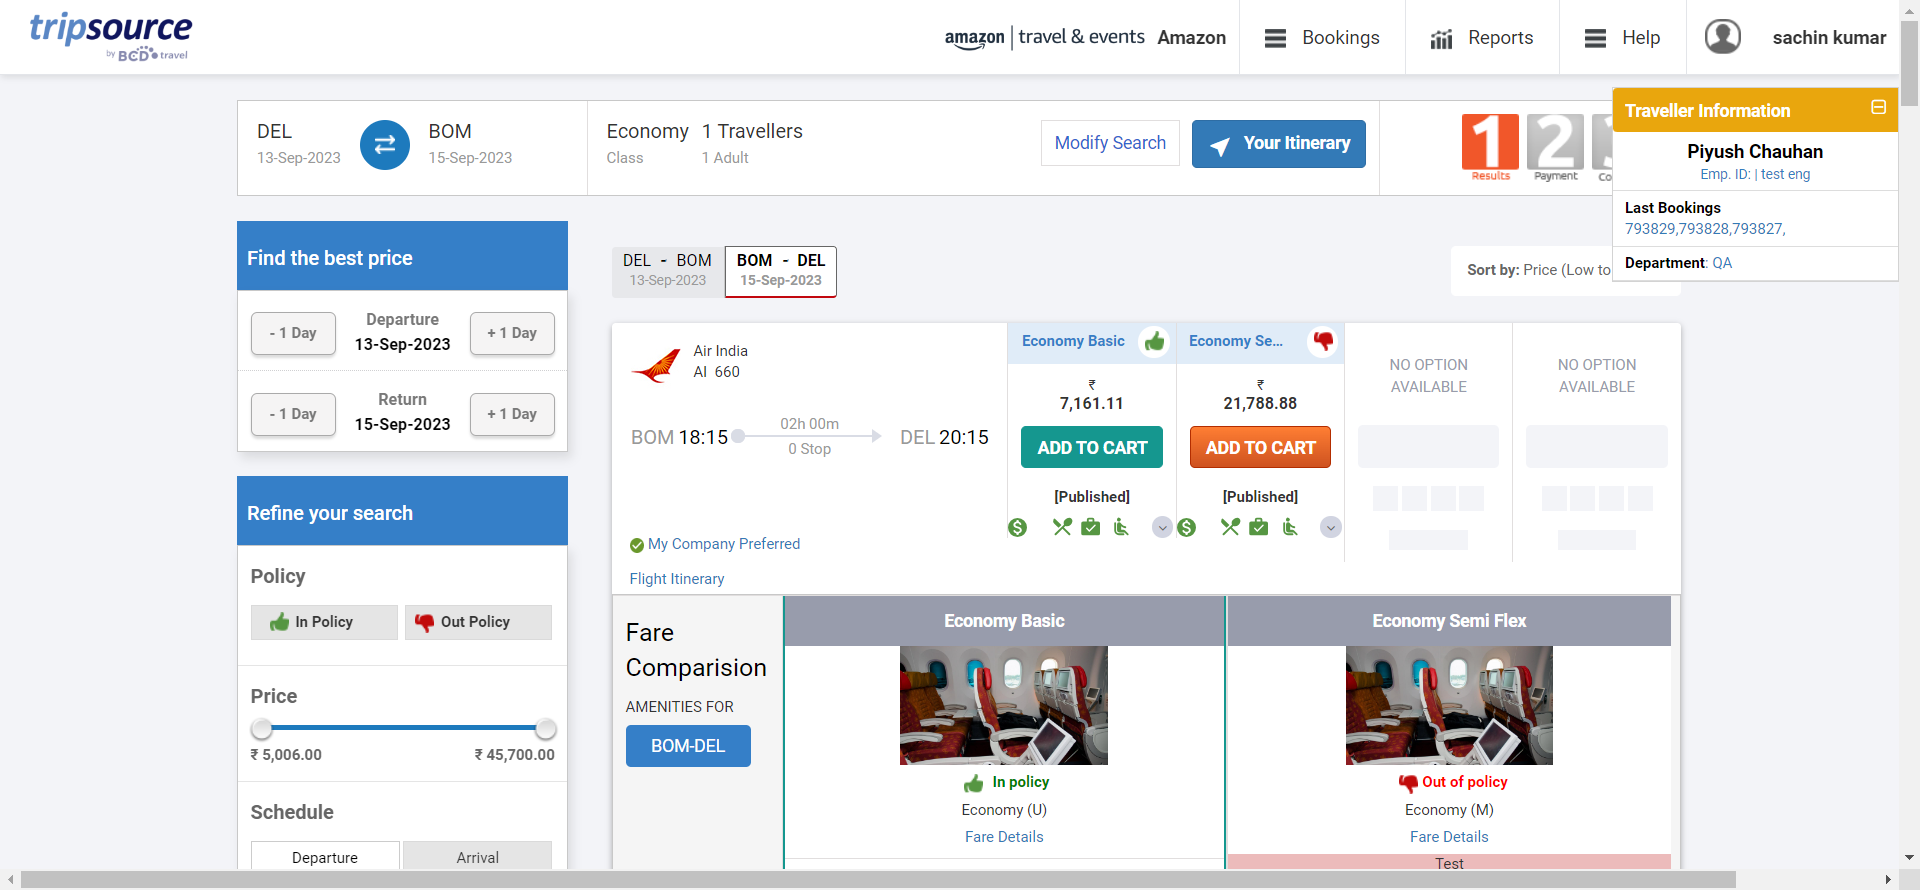 tripsource
by BCD travel
amazon | travel & events Amazon
Bookings
Reports
Help
sachin kumar
DEL
13-Sep-2023
BOM
15-Sep-2023
Economy
Class
1 Travellers
1 Adult
Modify Search
Your Itinerary
1
Results
2
Payment
Co
Traveller Information
Piyush Chauhan
Emp. ID: | test eng
Last Bookings
793829,793828,793827,
Department: QA
Find the best price
- 1 Day
Departure
13-Sep-2023
+ 1 Day
- 1 Day
Return
15-Sep-2023
+ 1 Day
Refine your search
Policy
In Policy
Out Policy
Price
₹ 5,006.00
₹ 45,700.00
Schedule
Departure
Arrival
DEL - BOM
13-Sep-2023
BOM - DEL
15-Sep-2023
Sort by: Price (Low to
Air India
AI 660
BOM 18:15
02h 00m
0 Stop
DEL 20:15
My Company Preferred
Flight Itinerary
Economy Basic
₹
7,161.11
ADD TO CART
[Published]
Economy Se...
₹
21,788.88
ADD TO CART
[Published]
NO OPTION
AVAILABLE
NO OPTION
AVAILABLE
Fare
Comparision
AMENITIES FOR
BOM-DEL
Economy Basic
In policy
Economy (U)
Fare Details
Economy Semi Flex
Out of policy
Economy (M)
Fare Details
Test